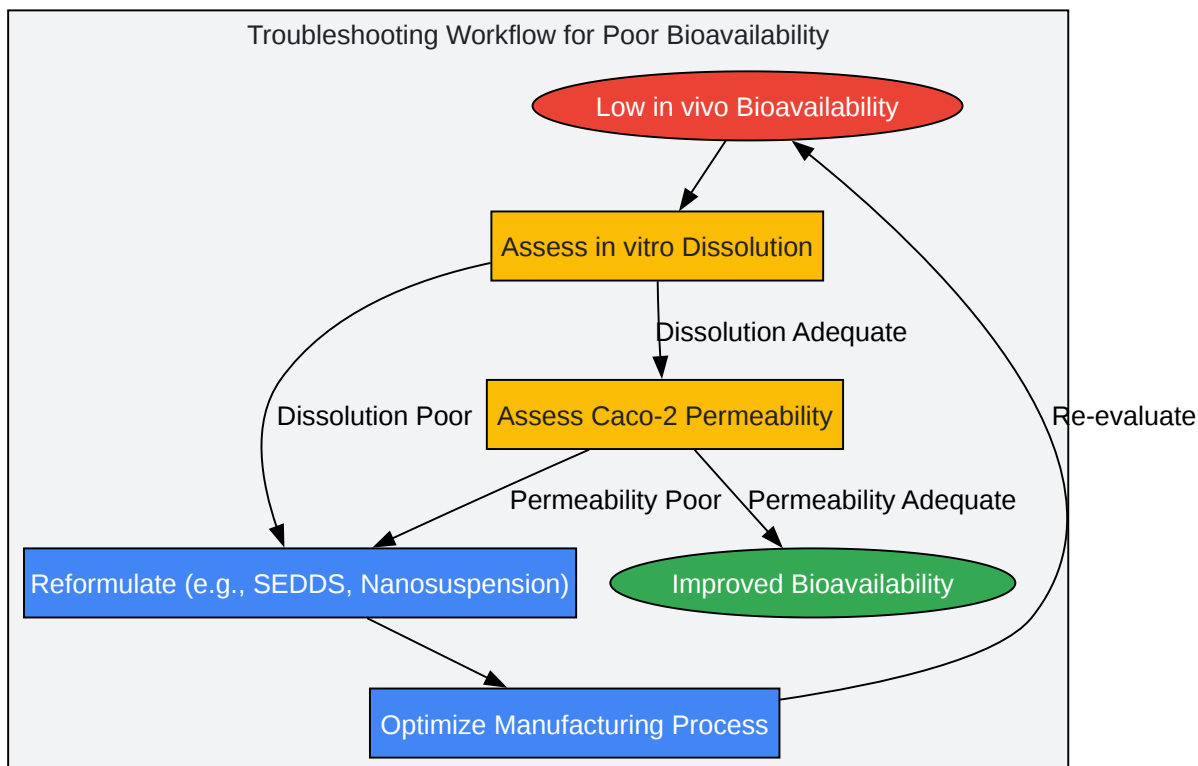 Troubleshooting Workflow for Poor Bioavailability
Low in vivo Bioavailability
Assess in vitro Dissolution
Dissolution Adequate
Dissolution Poor
Assess Caco-2 Permeability
Re-evaluate
Permeability Poor
Permeability Adequate
Reformulate (e.g., SEDDS, Nanosuspension)
Improved Bioavailability
Optimize Manufacturing Process